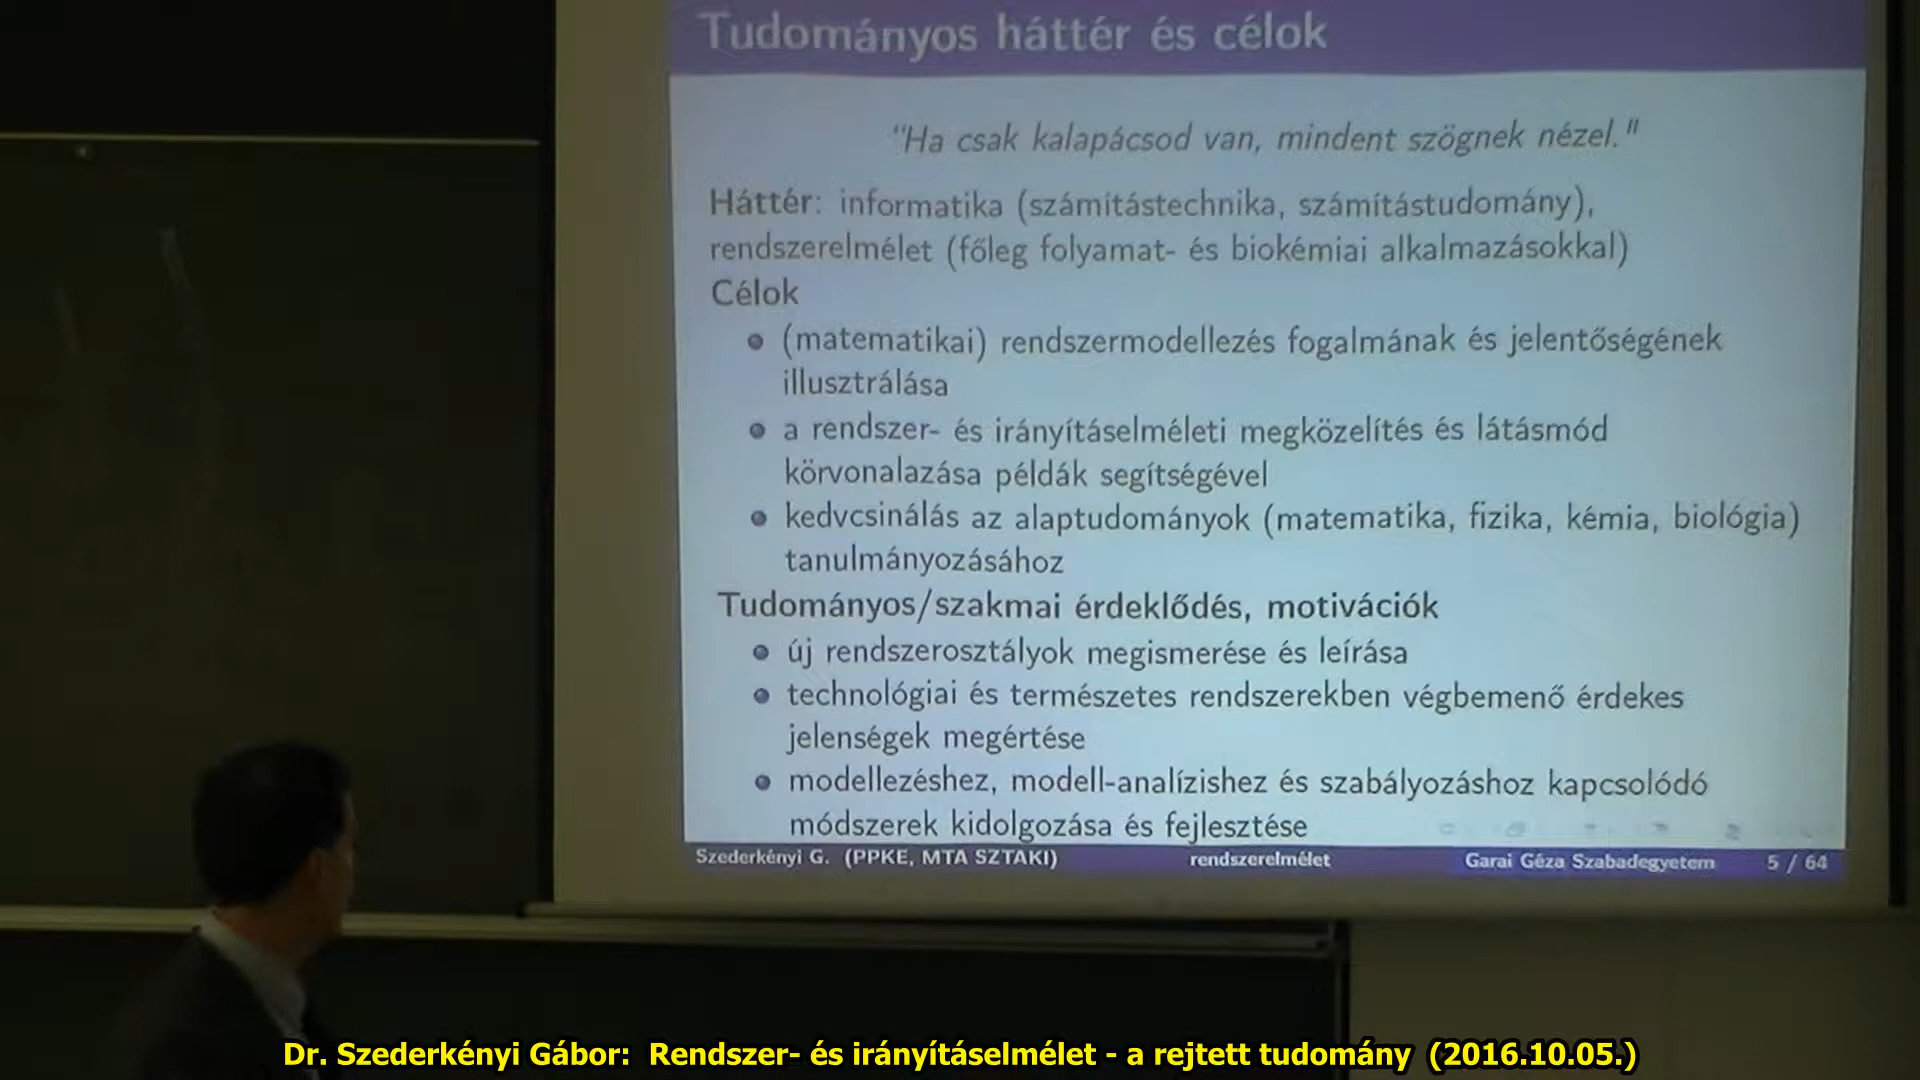 Tudományos háttér és célok
"Ha csak kalapácsod van, mindent szögnek nézel."
Háttér: informatika (számítástechnika, számítástudomány),
rendszerelmélet (főleg folyamat- és biokémiai alkalmazásokkal)
Célok
(matematikai) rendszermodellezés fogalmának és jelentőségének
illusztrálása
a rendszer- és irányításelméleti megközelítés és látásmód
körvonalazása példák segítségével
kedvcsinálás az alaptudományok (matematika, fizika, kémia, biológia)
tanulmányozásához
Tudományos/szakmai érdeklődés, motivációk
új rendszerosztályok megismerése és leírása
technológiai és természetes rendszerekben végbemenő érdekes
jelenségek megértése
modellezéshez, modell-analízishez és szabályozáshoz kapcsolódó
módszerek kidolgozása és fejlesztése
Szederkényi G. (PPKE, MTA SZTAKI) rendszerelmélet Garai Géza Szabadegyetem 5 / 64
Dr. Szederkényi Gábor: Rendszer- és irányításelmélet - a rejtett tudomány (2016.10.05.)